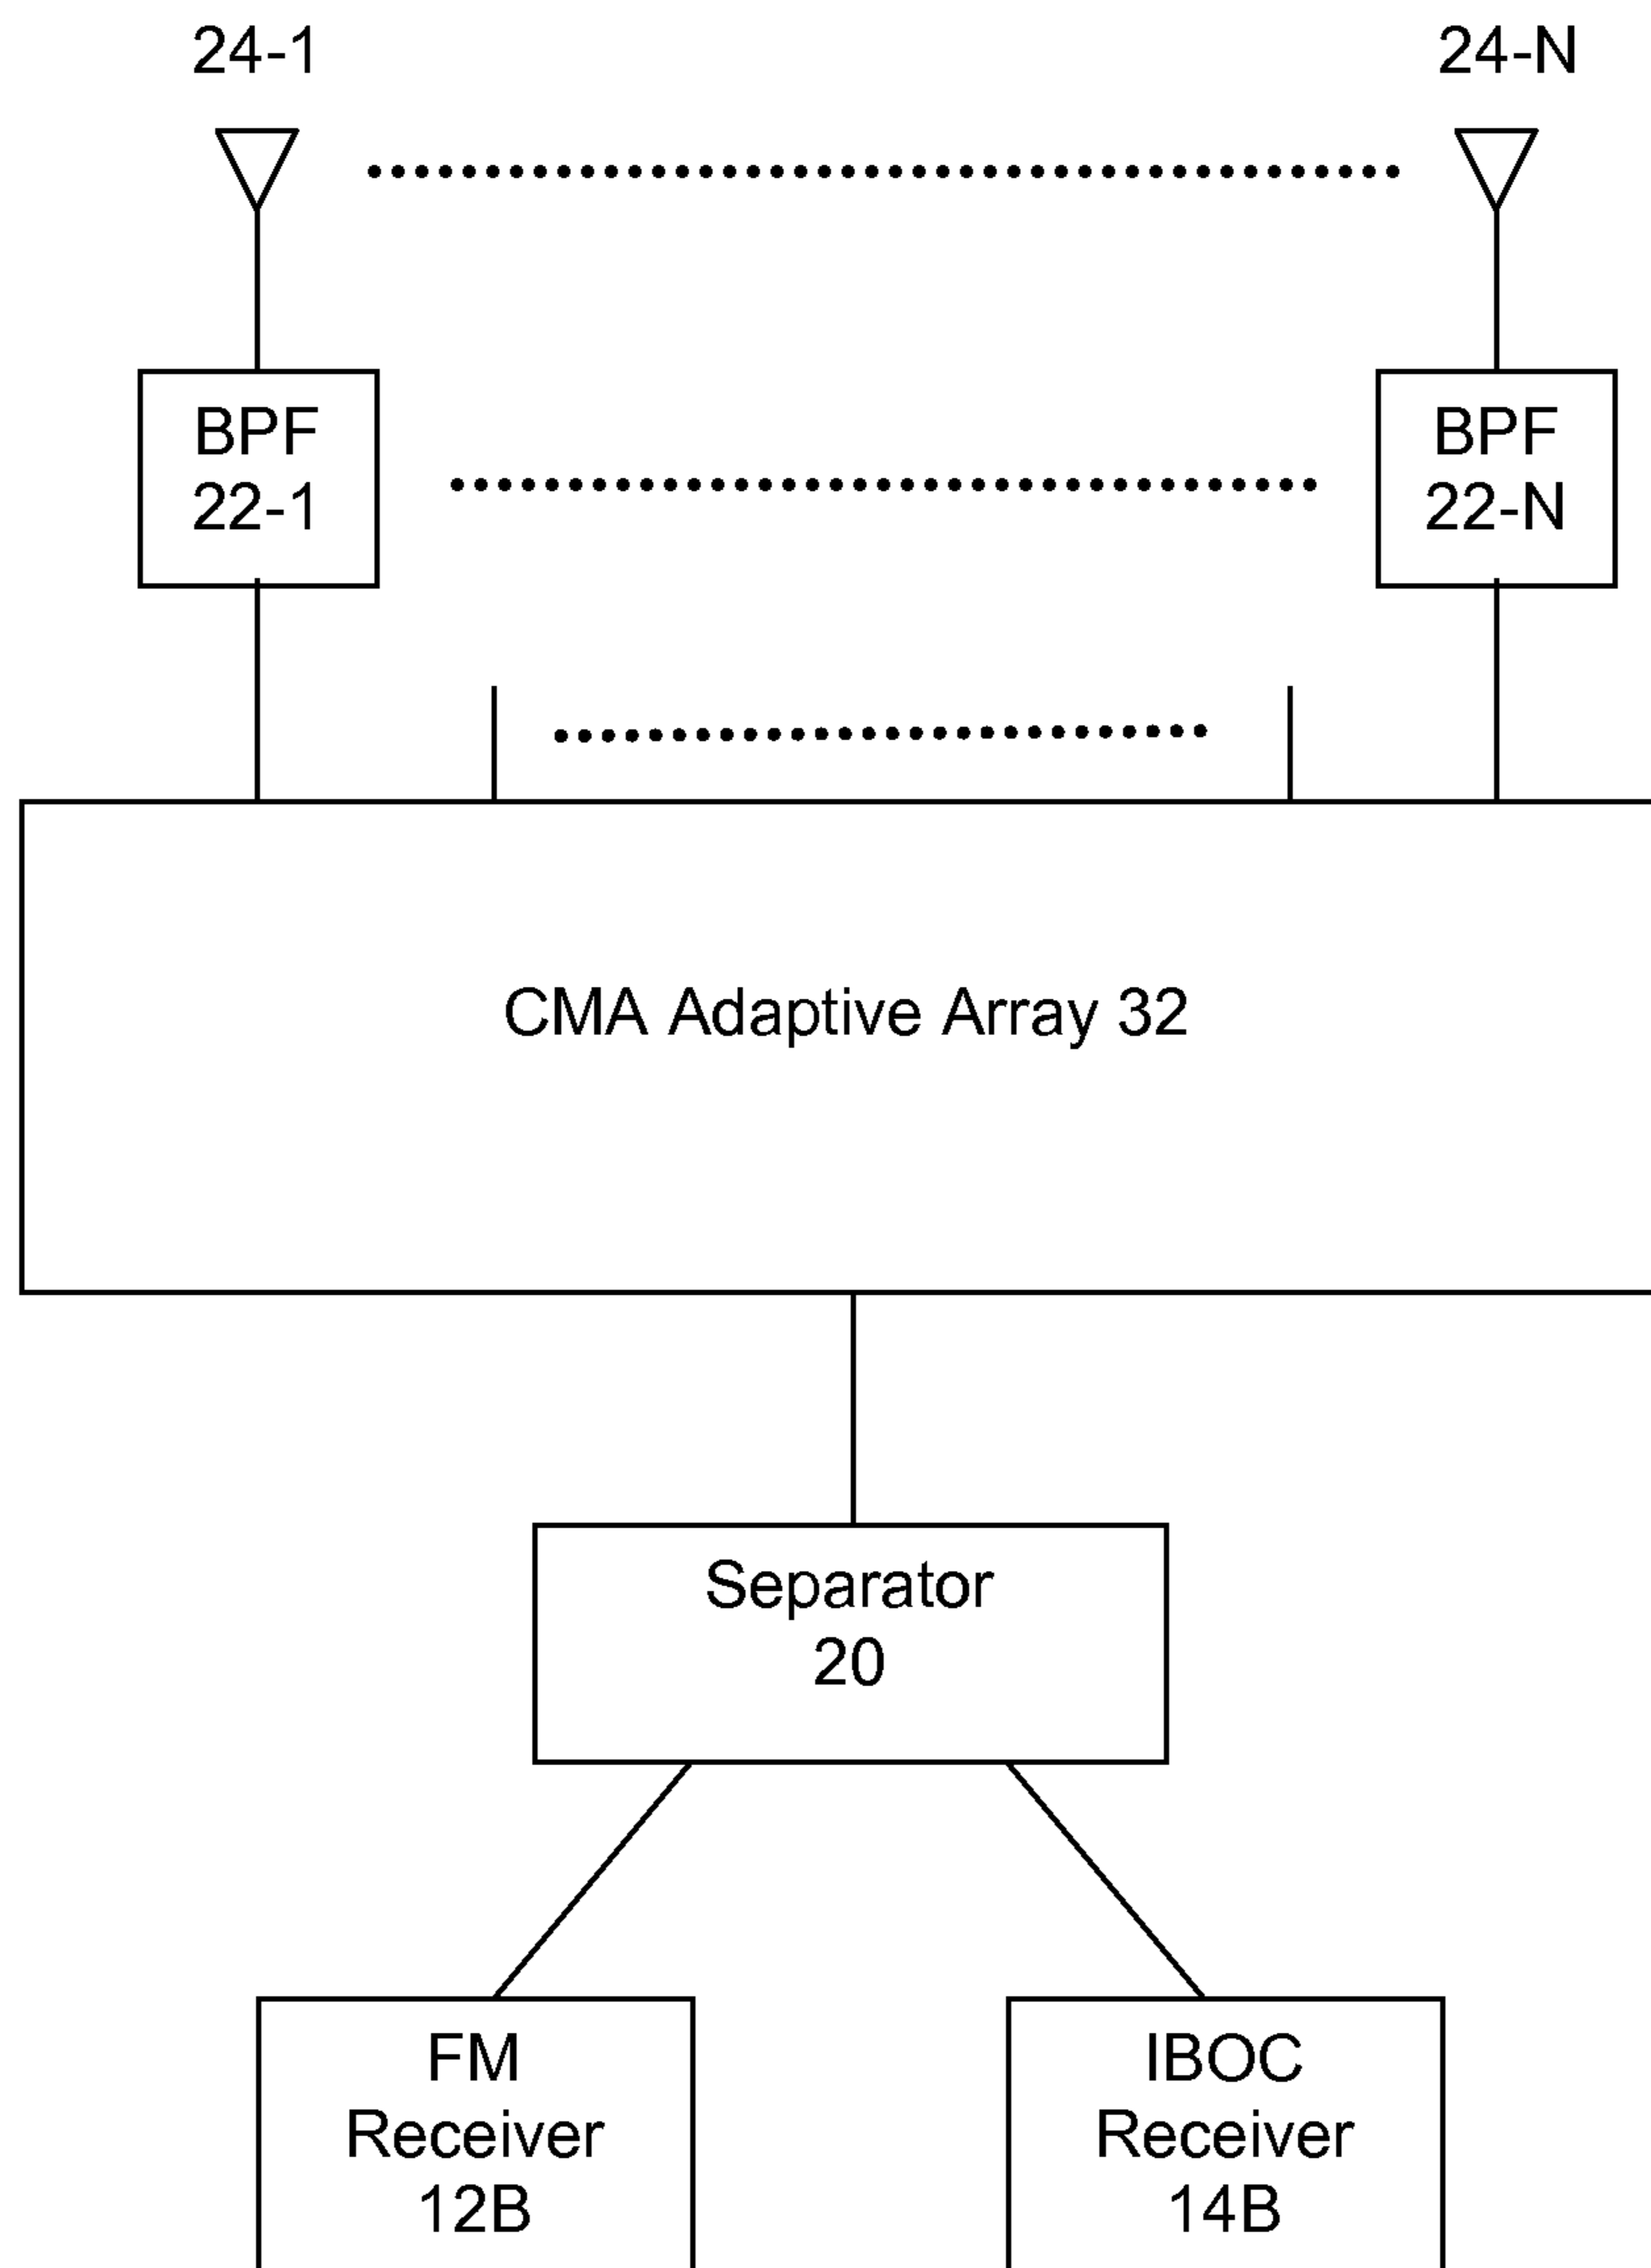 24-1
24-N
BPF
22-1
BPF
22-N
CMA Adaptive Array 32
Separator
20
FM
Receiver
12B
IBOC
Receiver
14B